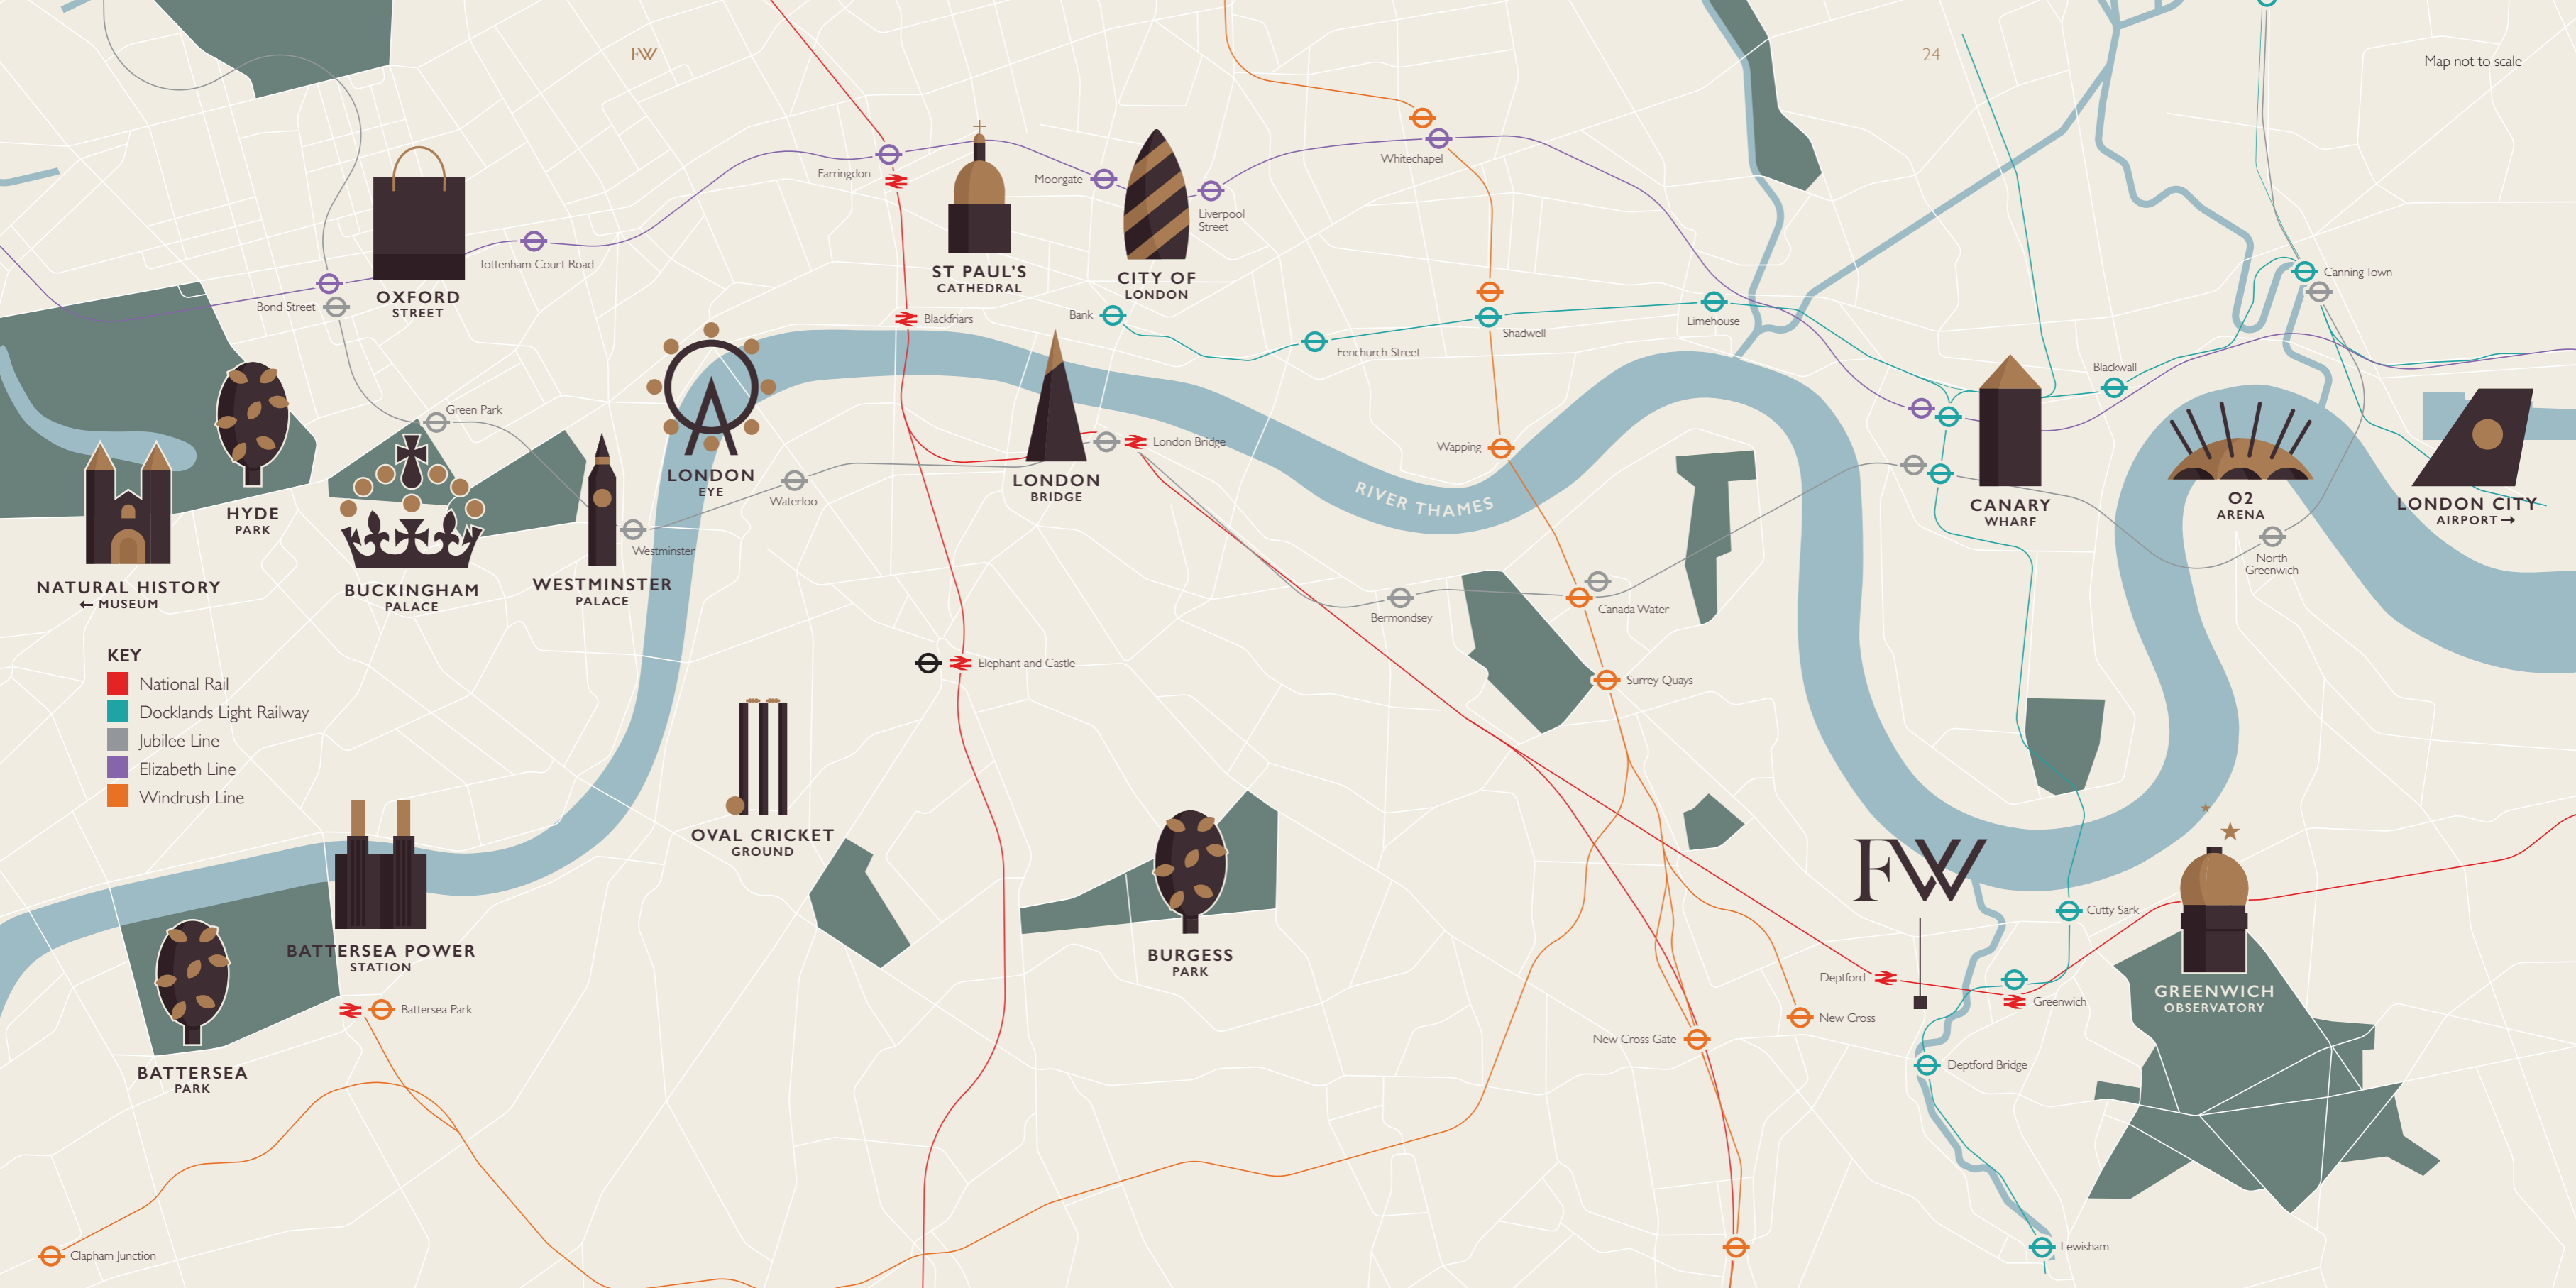 FW
24
Map not to scale
Farringdon
Moorgate
Liverpool
Street
Whitechapel
Tottenham Court Road
Bond Street
OXFORD
STREET
ST PAUL'S
CATHEDRAL
CITY OF
LONDON
Canning Town
Blackfriars
Bank
Fenchurch Street
Shadwell
Limehouse
Blackwall
Green Park
HYDE
PARK
LONDON
EYE
Waterloo
London Bridge
LONDON
BRIDGE
Wapping
RIVER THAMES
CANARY
WHARF
O2
ARENA
LONDON CITY
AIRPORT →
North
Greenwich
Westminster
NATURAL HISTORY
← MUSEUM
BUCKINGHAM
PALACE
WESTMINSTER
PALACE
Bermondsey
Canada Water
KEY
National Rail
Docklands Light Railway
Jubilee Line
Elizabeth Line
Windrush Line
Elephant and Castle
Surrey Quays
OVAL CRICKET
GROUND
FW
BATTERSEA POWER
STATION
BURGESS
PARK
Cutty Sark
Deptford
Greenwich
GREENWICH
OBSERVATORY
Battersea Park
New Cross
New Cross Gate
BATTERSEA
PARK
Deptford Bridge
Clapham Junction
Lewisham